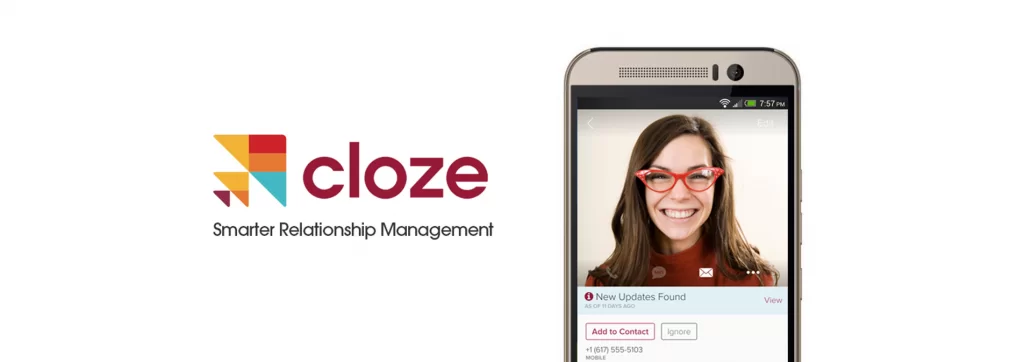 cloze
Smarter Relationship Management
7:57 PM
Edit
New Updates Found
AS OF 11 DAYS AGO
View
Add to Contact
Ignore
+1 (617) 555-5103
MOBILE